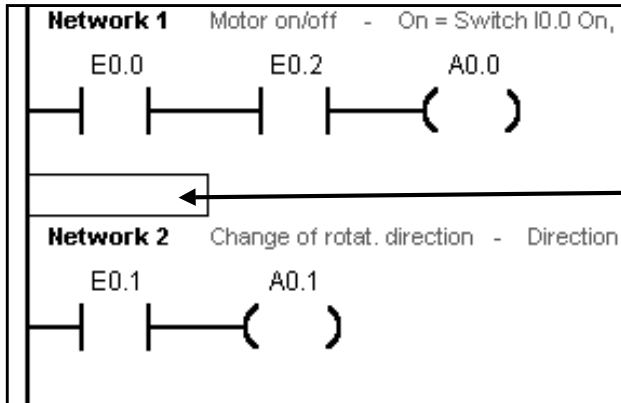 Network 1 Motor on/off - On = Switch I0.0 On,
E0.0 E0.2 A0.0
Network 2 Change of rotat. direction - Direction
E0.1 A0.1